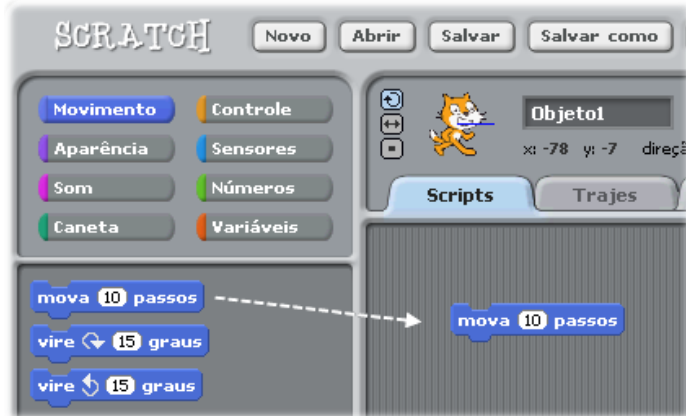 SCRATCH Novo Abrir Salvar Salvar como
Movimento Controle
Aparência Sensores
Som Números
Caneta Variáveis
Objeto1
x: -78 y: -7
Scripts Trajes
mova 10 passos
vire 15 graus
vire 15 graus
mova 10 passos